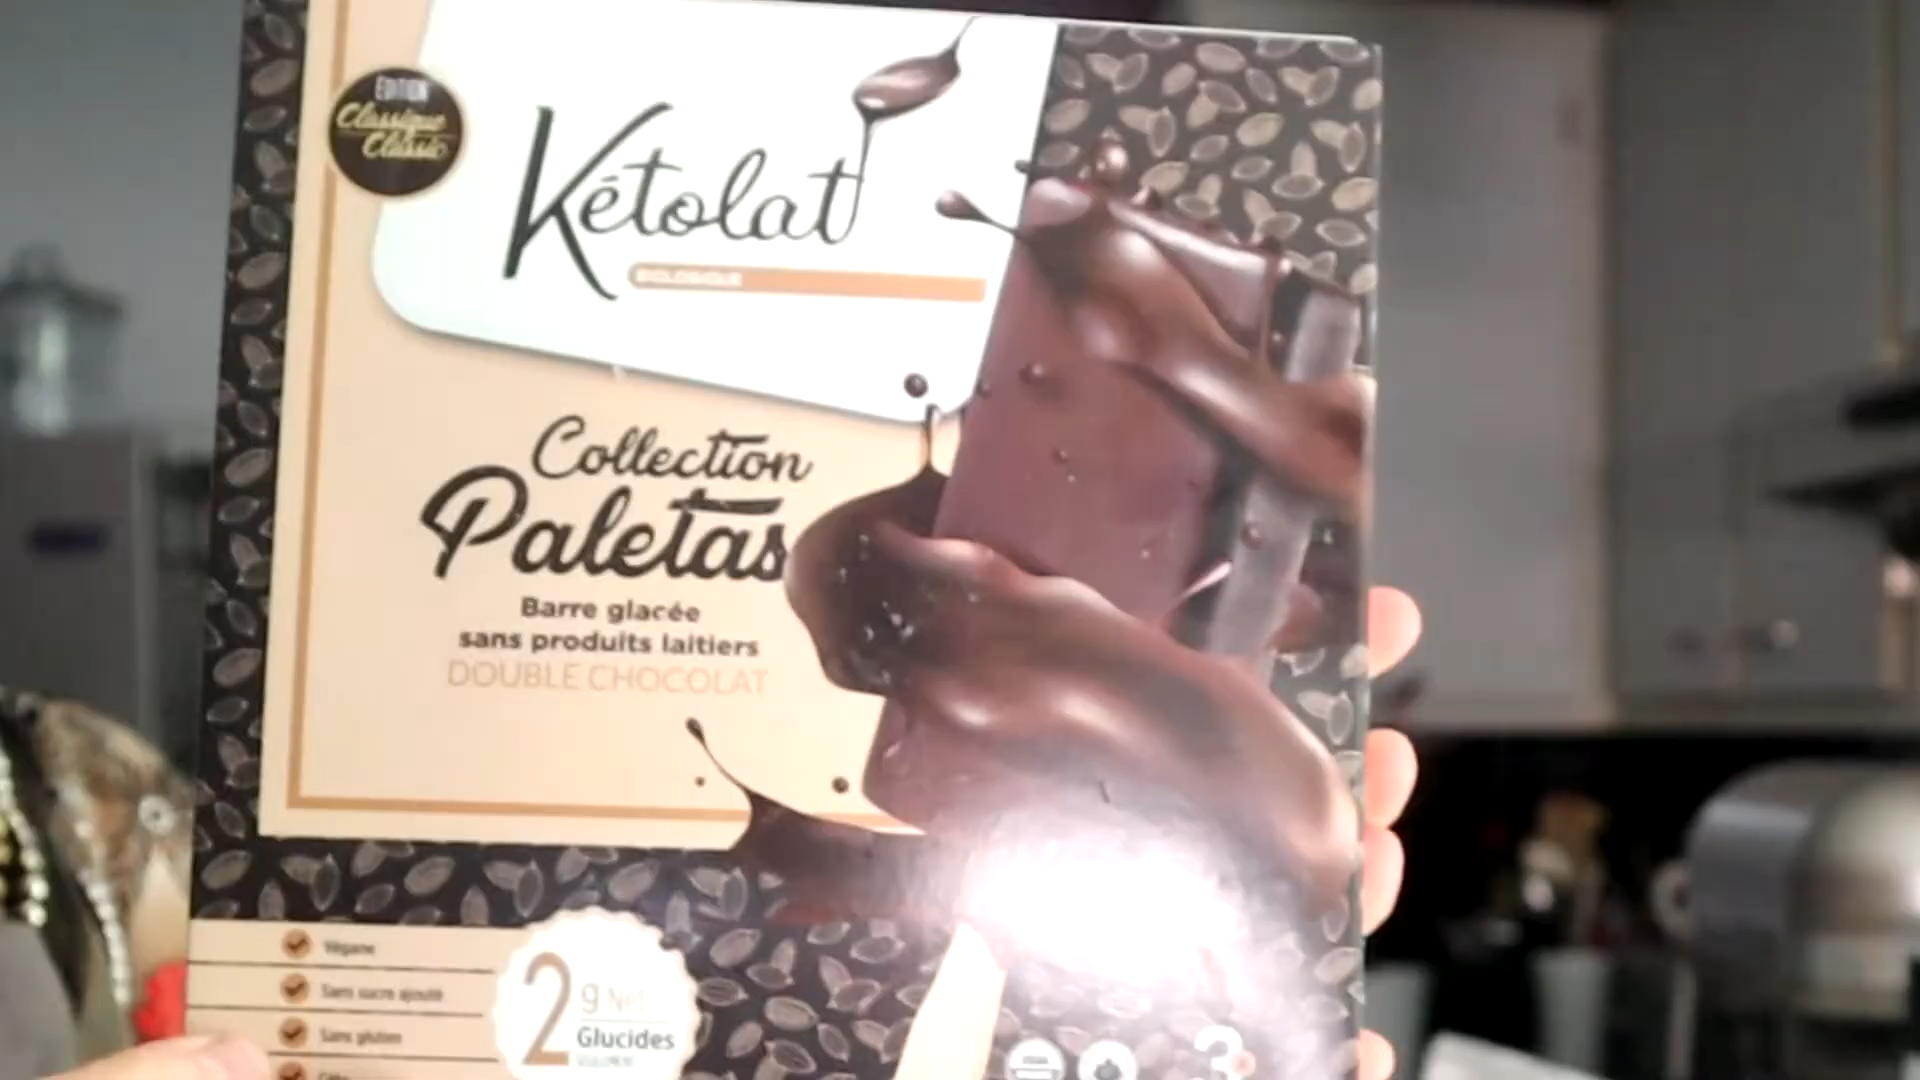 ÉDITION
Classique
Classic
Kétolat
BIOLOGIQUE
Collection
Paletas
Barre glacée
sans produits laitiers
DOUBLE CHOCOLAT
Végane
Sans sucre ajouté
Sans gluten
2 g Net
Glucides
SEULEMENT
3